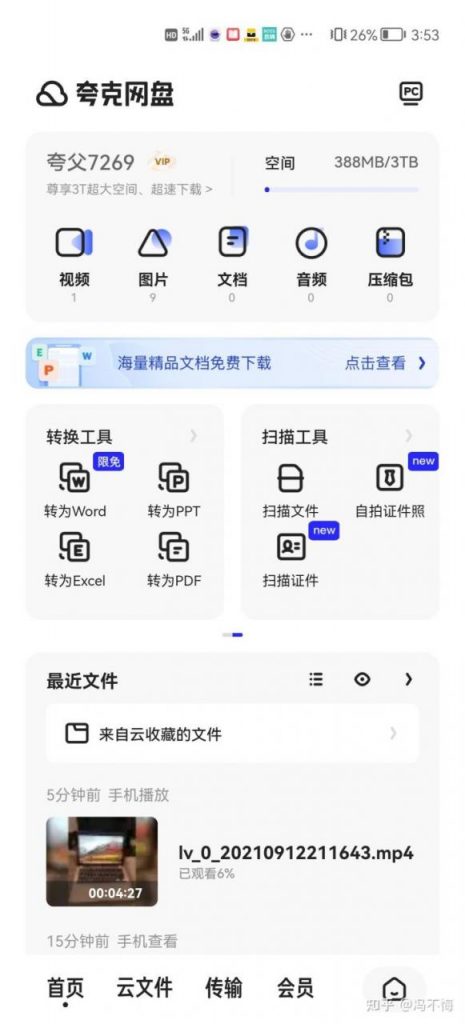 HD 5G 26% 3:53
夸克网盘 PC
夸父7269 VIP 空间 388MB/3TB
尊享3T超大空间、超速下载 >
视频 图片 文档 音频 压缩包
1 9 0 0 0
E P W 海量精品文档免费下载 点击查看
转换工具 扫描工具
限免 new
W P
转为Word 转为PPT 扫描文件 自拍证件照
new
E
转为Excel 转为PDF 扫描证件
最近文件
来自云收藏的文件
5分钟前 手机播放
lv_0_20210912211643.mp4
已观看6%
00:04:27
15分钟前 手机查看
首页 云文件 传输 会员
知乎 @冯不悔